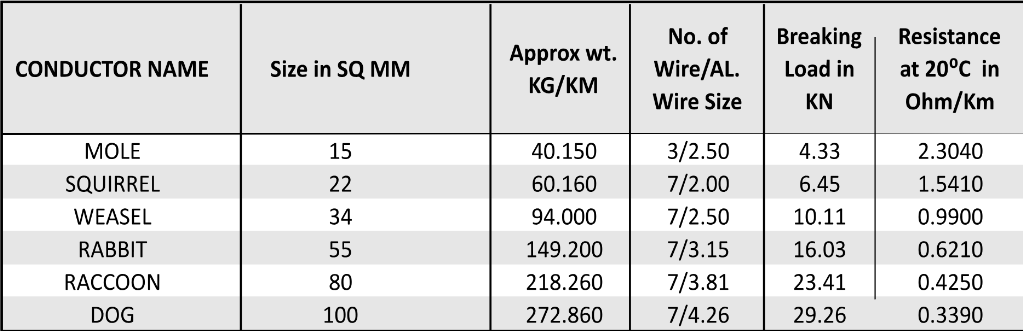 CONDUCTOR NAME Size in SQ MM Approx wt. KG/KM No. of Wire/AL. Wire Size Breaking Load in KN Resistance at 20⁰C in Ohm/Km
MOLE 15 40.150 3/2.50 4.33 2.3040
SQUIRREL 22 60.160 7/2.00 6.45 1.5410
WEASEL 34 94.000 7/2.50 10.11 0.9900
RABBIT 55 149.200 7/3.15 16.03 0.6210
RACCOON 80 218.260 7/3.81 23.41 0.4250
DOG 100 272.860 7/4.26 29.26 0.3390